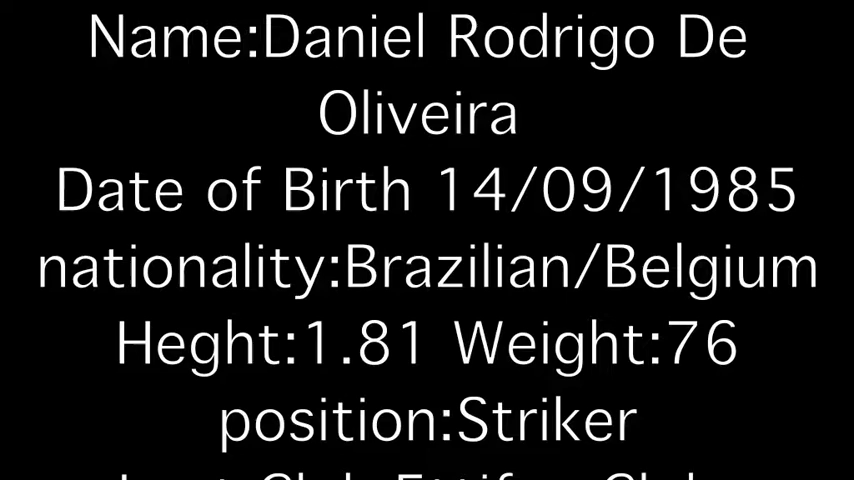 Name:Daniel Rodrigo De
Oliveira
Date of Birth 14/09/1985
nationality:Brazilian/Belgium
Heght:1.81 Weight:76
position:Striker